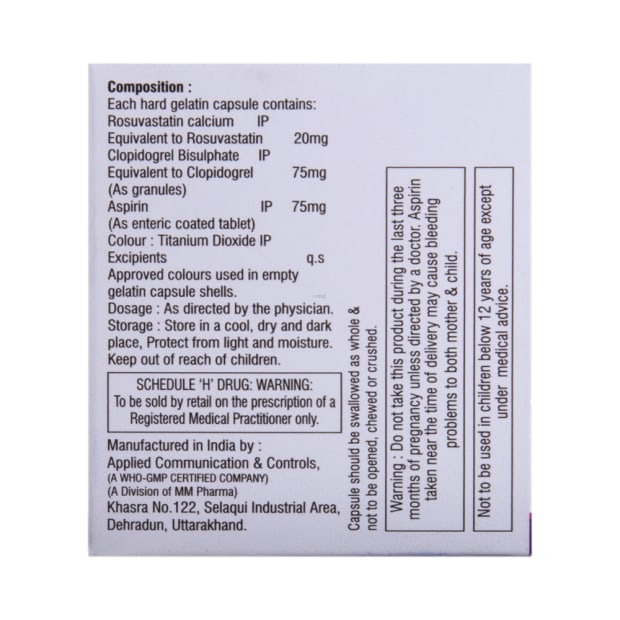 Composition :
Each hard gelatin capsule contains:
Rosuvastatin calcium IP
Equivalent to Rosuvastatin 20mg
Clopidogrel Bisulphate IP
Equivalent to Clopidogrel 75mg
(As granules)
Aspirin IP 75mg
(As enteric coated tablet)
Colour : Titanium Dioxide IP
Excipients q.s
Approved colours used in empty
gelatin capsule shells.
Dosage : As directed by the physician.
Storage : Store in a cool, dry and dark
place, Protect from light and moisture.
Keep out of reach of children.
SCHEDULE 'H' DRUG: WARNING:
To be sold by retail on the prescription of a
Registered Medical Practitioner only.
Manufactured in India by :
Applied Communication & Controls,
(A WHO-GMP CERTIFIED COMPANY)
(A Division of MM Pharma)
Khasra No.122, Selaqui Industrial Area,
Dehradun, Uttarakhand.
Capsule should be swallowed as whole &
not to be opened, chewed or crushed.
Warning : Do not take this product during the last three
months of pregnancy unless directed by a doctor. Aspirin
taken near the time of delivery may cause bleeding
problems to both mother & child.
Not to be used in children below 12 years of age except
under medical advice.